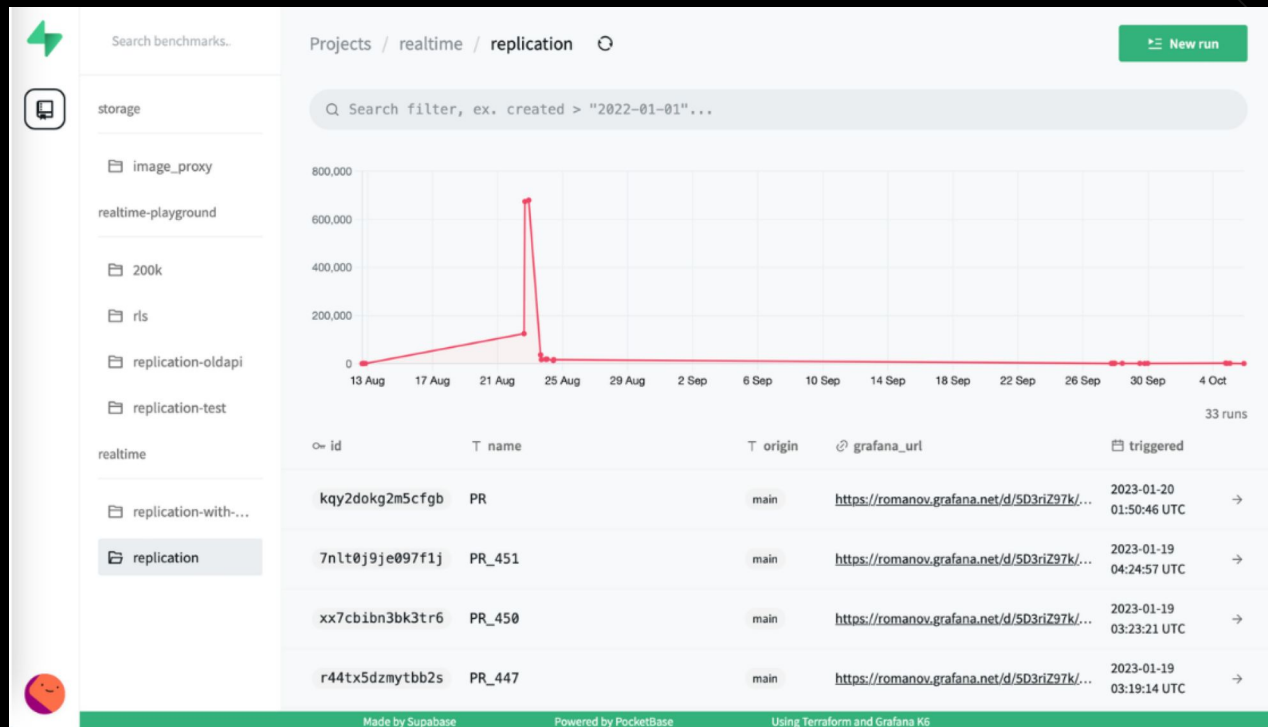 Search benchmarks..
storage
image_proxy
realtime-playground
200k
rls
replication-oldapi
replication-test
realtime
replication-with-...
replication
Projects / realtime / replication
New run
Search filter, ex. created > "2022-01-01"...
800,000
600,000
400,000
200,000
0
13 Aug 17 Aug 21 Aug 25 Aug 29 Aug 2 Sep 6 Sep 10 Sep 14 Sep 18 Sep 22 Sep 26 Sep 30 Sep 4 Oct
33 runs
id name origin grafana_url triggered
kqy2dokg2m5cfgb PR main https://romanov.grafana.net/d/5D3riZ97k/... 2023-01-20
01:50:46 UTC
7nlt0j9je097f1j PR_451 main https://romanov.grafana.net/d/5D3riZ97k/... 2023-01-19
04:24:57 UTC
xx7cbibn3bk3tr6 PR_450 main https://romanov.grafana.net/d/5D3riZ97k/... 2023-01-19
03:23:21 UTC
r44tx5dzmytbb2s PR_447 main https://romanov.grafana.net/d/5D3riZ97k/... 2023-01-19
03:19:14 UTC
Made by Supabase Powered by PocketBase Using Terraform and Grafana K6